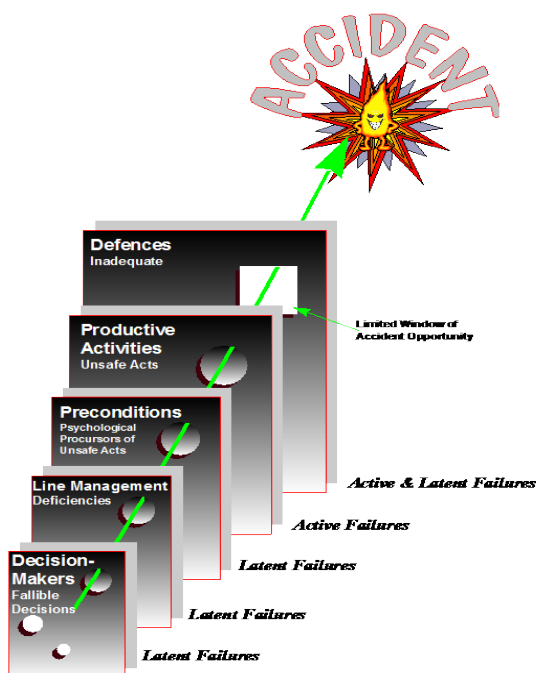 ACCIDENT
Defences
Inadequate
Limited Window of
Accident Opportunity
Productive
Activities
Unsafe Acts
Preconditions
Psychological
Procursors of
Unsafe Acts
Active & Latent Failures
Line Management
Deficiencies
Active Failures
Decision-
Makers
Fallible
Decisions
Latent Failures
Latent Failures
Latent Failures